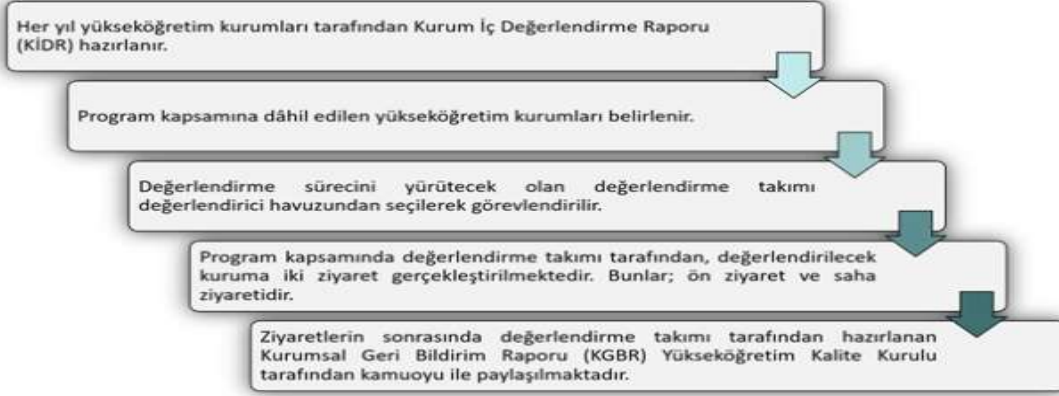 Her yıl yükseköğretim kurumları tarafından Kurum İç Değerlendirme Raporu
(KİDR) hazırlanır.
Program kapsamına dâhil edilen yükseköğretim kurumları belirlenir.
Değerlendirme sürecini yürütecek olan değerlendirme takımı
değerlendirici havuzundan seçilerek görevlendirilir.
Program kapsamında değerlendirme takımı tarafından, değerlendirilecek
kuruma iki ziyaret gerçekleştirilmektedir. Bunlar; ön ziyaret ve saha
ziyaretidir.
Ziyaretlerin sonrasında değerlendirme takımı tarafından hazırlanan
Kurumsal Geri Bildirim Raporu (KGBR) Yükseköğretim Kalite Kurulu
tarafından kamuoyu ile paylaşılmaktadır.